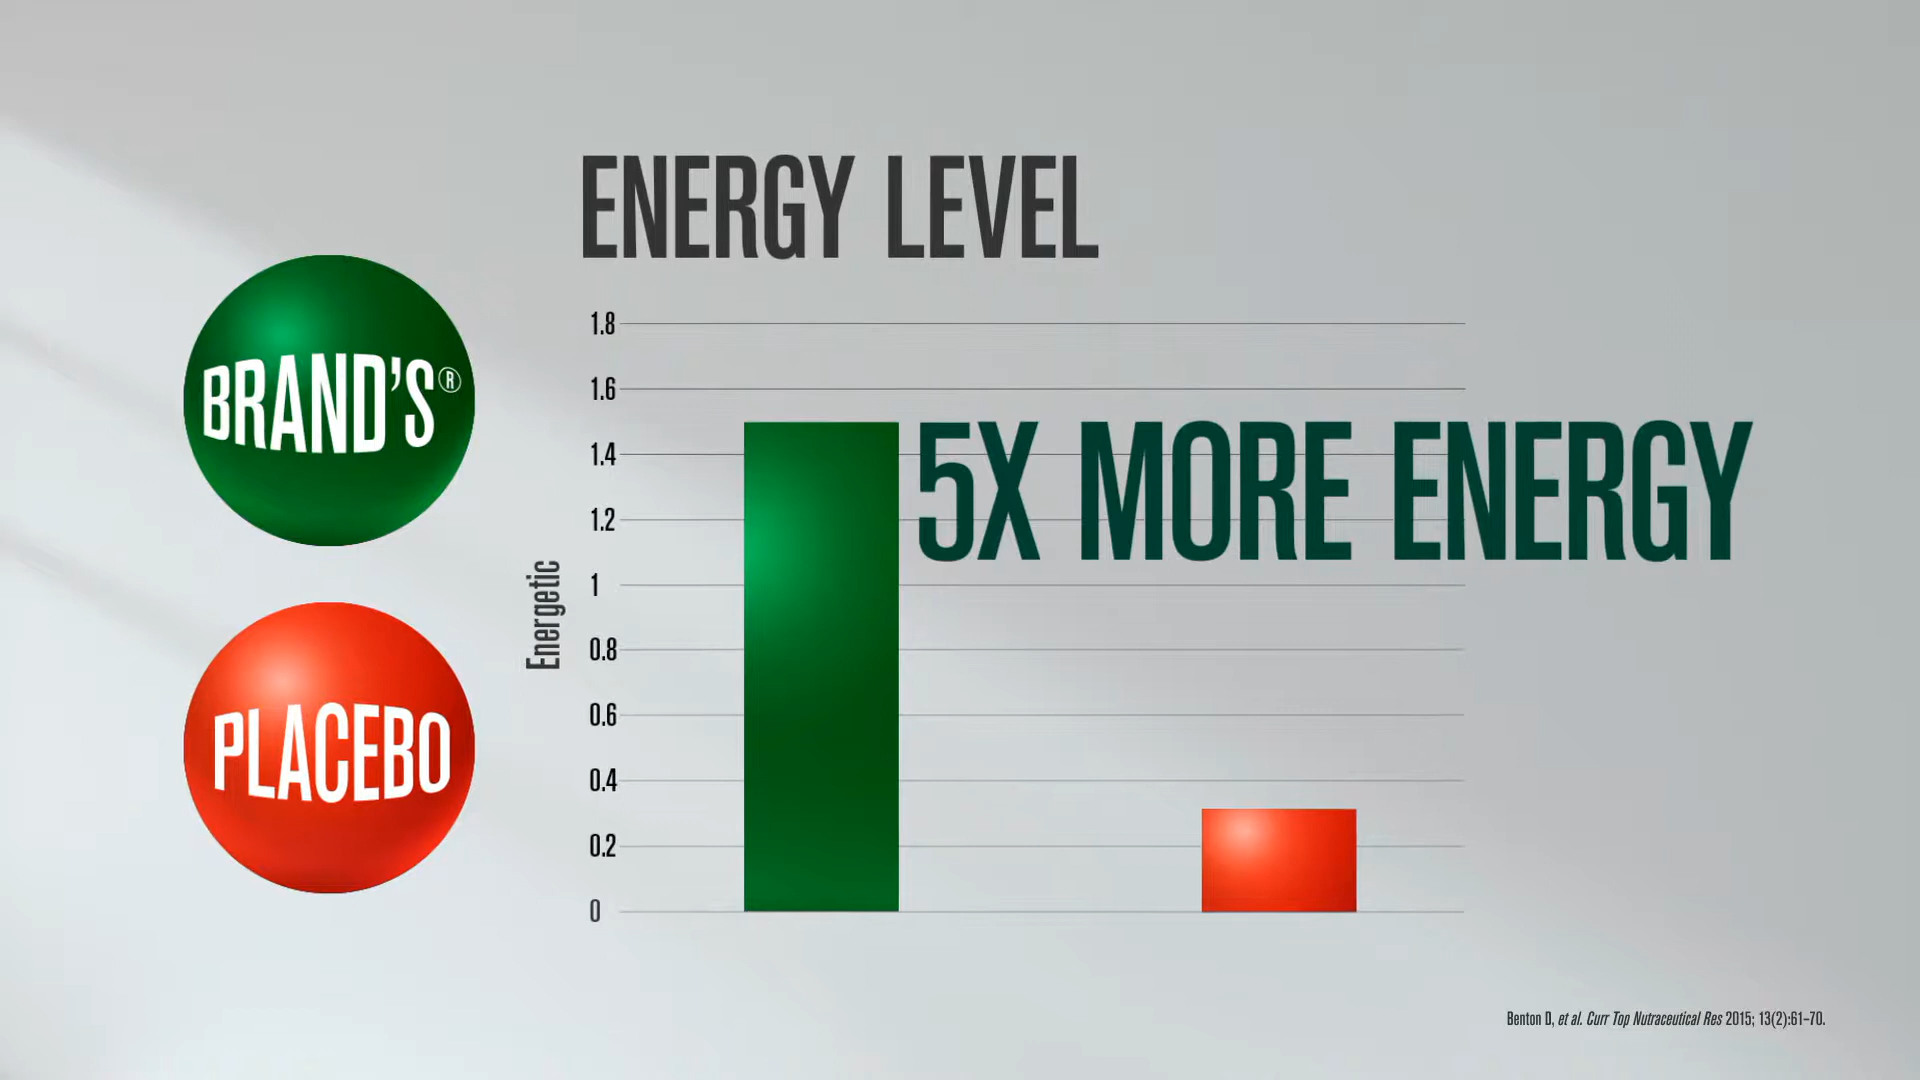 ENERGY LEVEL
BRAND'S®
PLACEBO
Energetic
1.8
1.6
1.4
1.2
1
0.8
0.6
0.4
0.2
0
5X MORE ENERGY
Benton D, et al. Curr Top Nutraceutical Res 2015; 13(2):61–70.